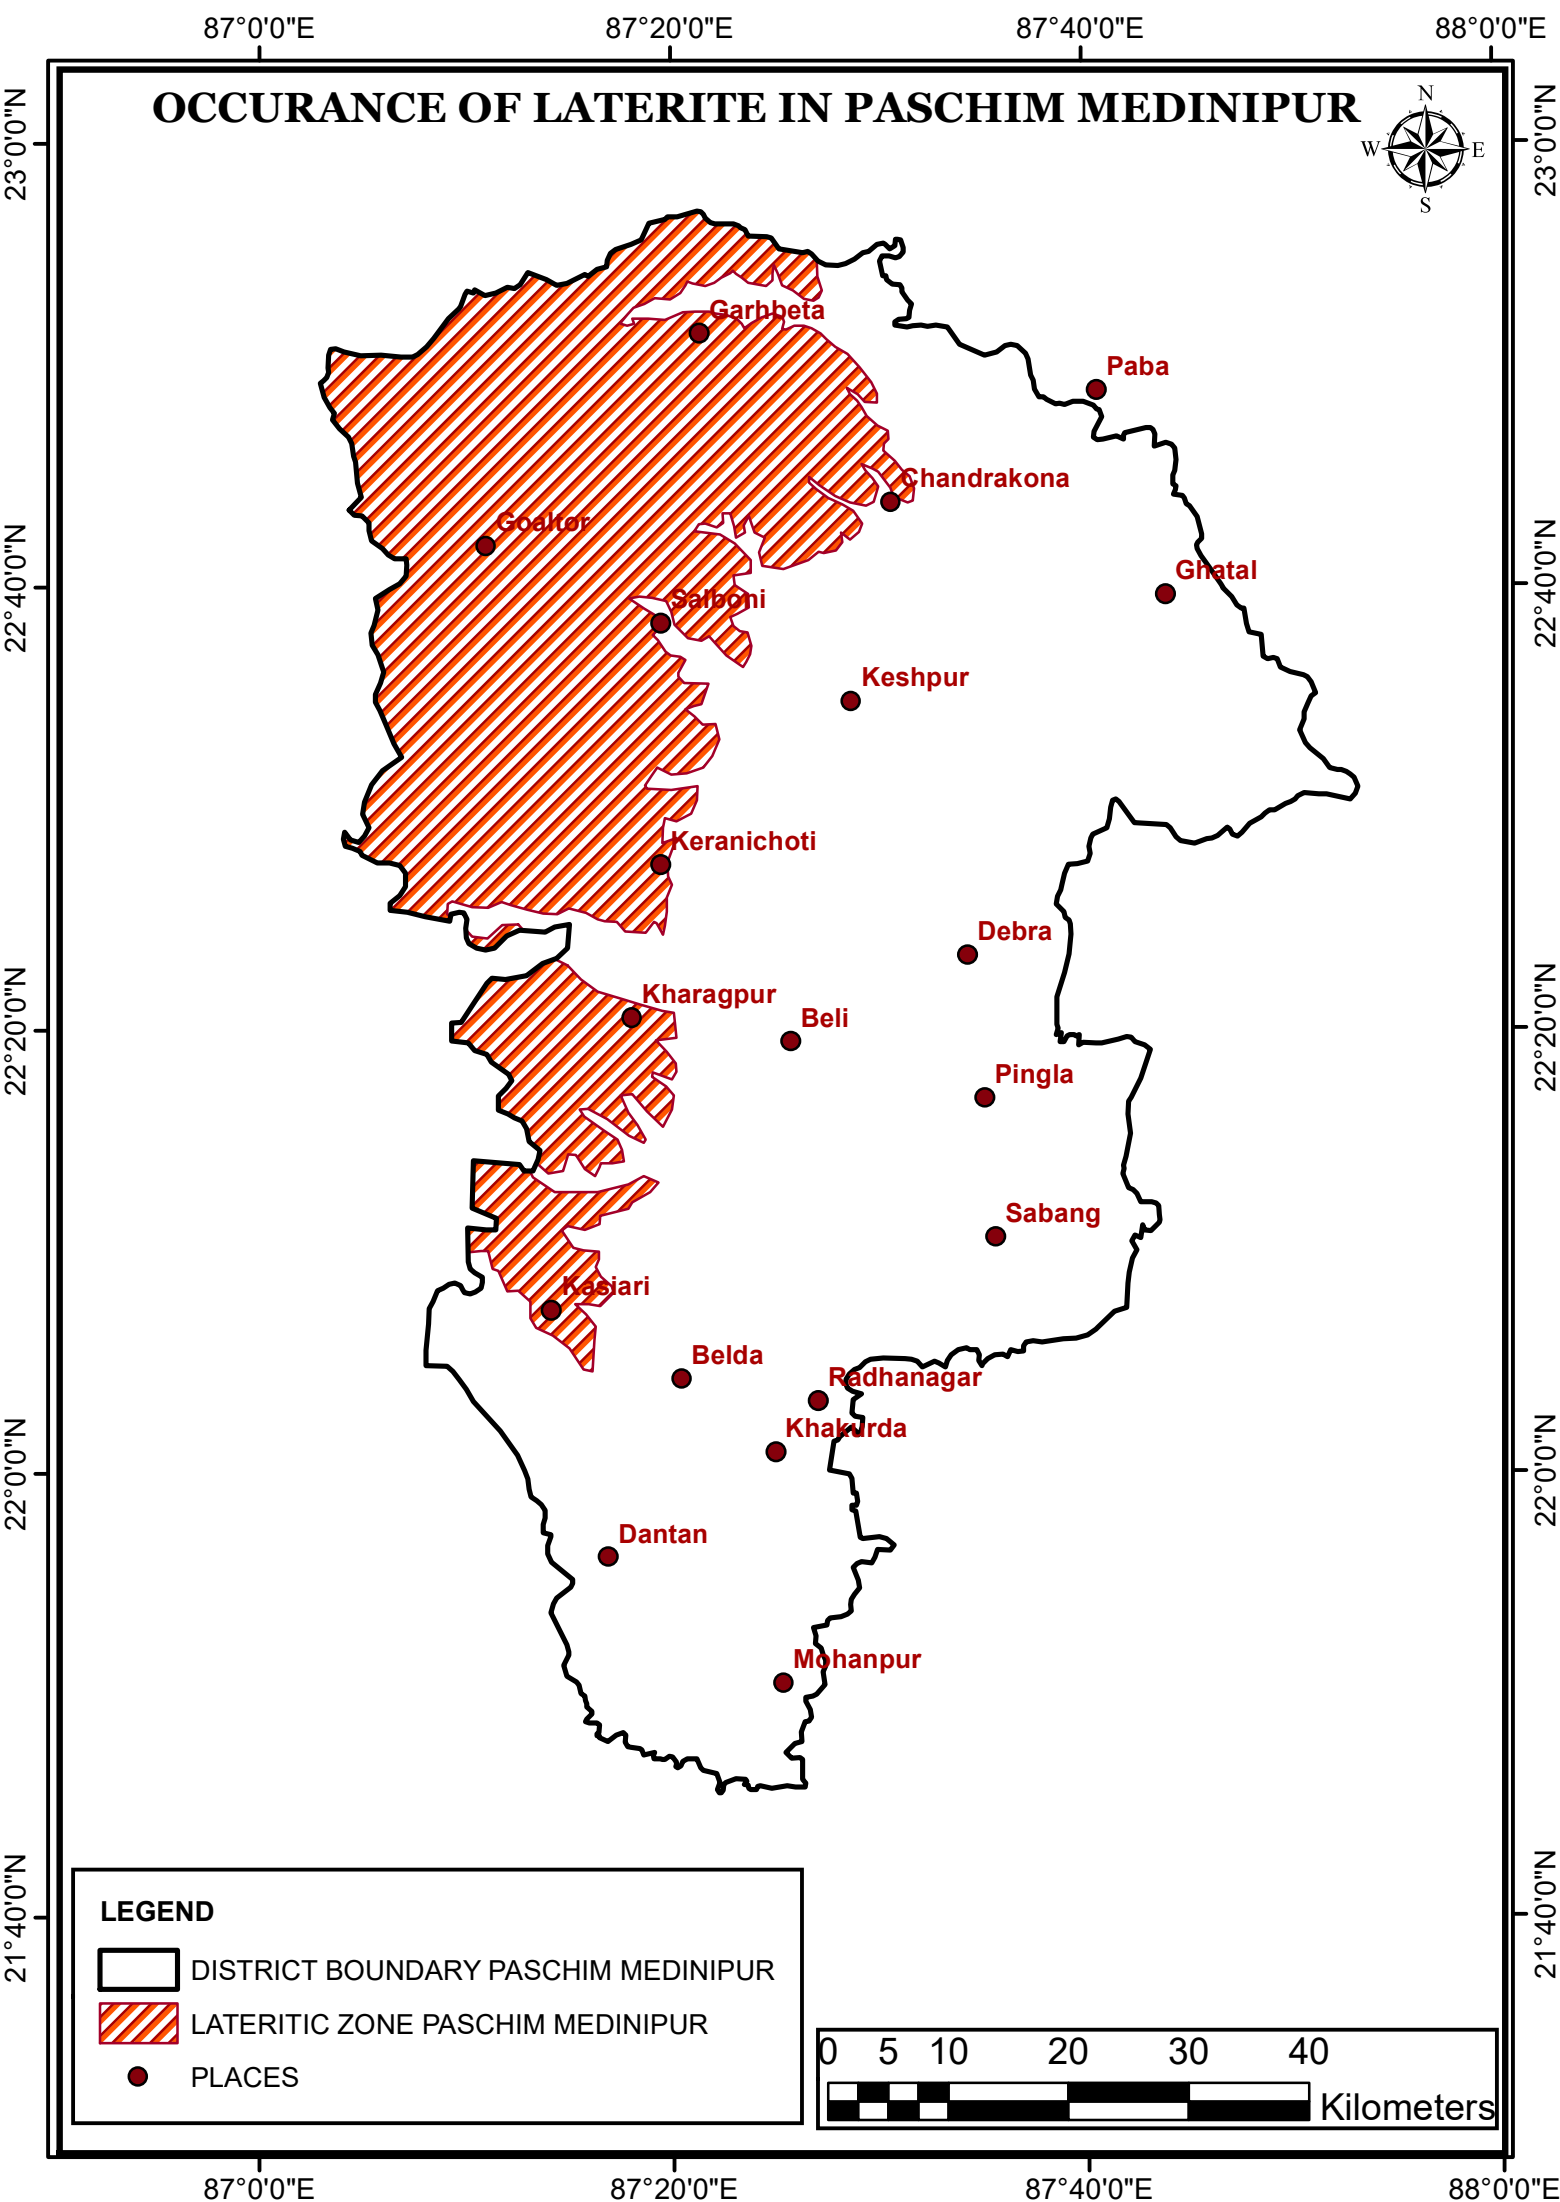 87°0'0"E
87°20'0"E
87°40'0"E
88°0'0"E
OCCURANCE OF LATERITE IN PASCHIM MEDINIPUR
N
W
E
S
23°0'0"N
23°0'0"N
Garhbeta
Paba
Chandrakona
Goaltor
22°40'0"N
22°40'0"N
Ghatal
Salboni
Keshpur
Keranichoti
Debra
Kharagpur
Beli
22°20'0"N
22°20'0"N
Pingla
Sabang
Kasiari
Belda
Radhanagar
Khakurda
22°0'0"N
22°0'0"N
Dantan
Mohanpur
21°40'0"N
21°40'0"N
LEGEND
DISTRICT BOUNDARY PASCHIM MEDINIPUR
LATERITIC ZONE PASCHIM MEDINIPUR
PLACES
0 5 10 20 30 40
Kilometers
87°0'0"E
87°20'0"E
87°40'0"E
88°0'0"E